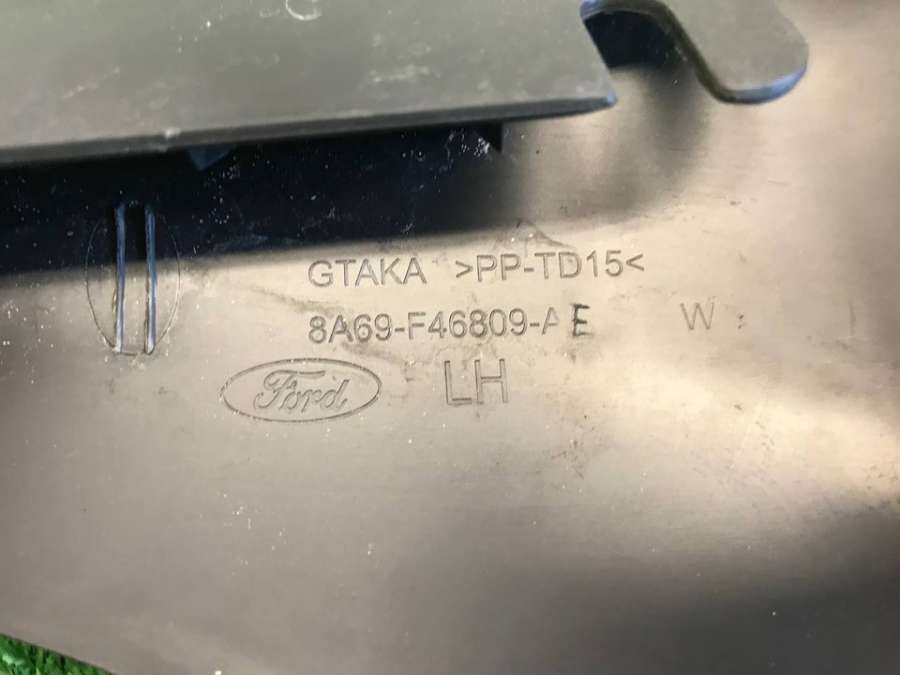 GTAKA >PP-TD15<
8A69-F46809-AE W
Ford LH